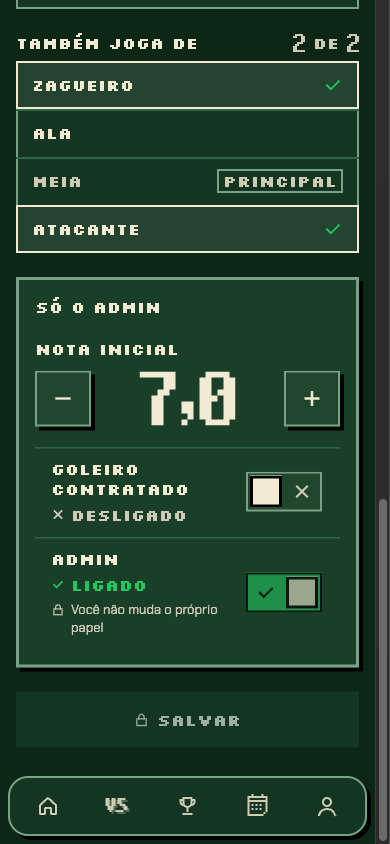 TAMBÉM JOGA DE
2 DE 2
ZAGUEIRO
ALA
MEIA
PRINCIPAL
ATACANTE
SÓ O ADMIN
NOTA INICIAL
− 7,0 +
GOLEIRO
CONTRATADO
DESLIGADO
ADMIN
LIGADO
Você não muda o próprio
papel
SALVAR
VS